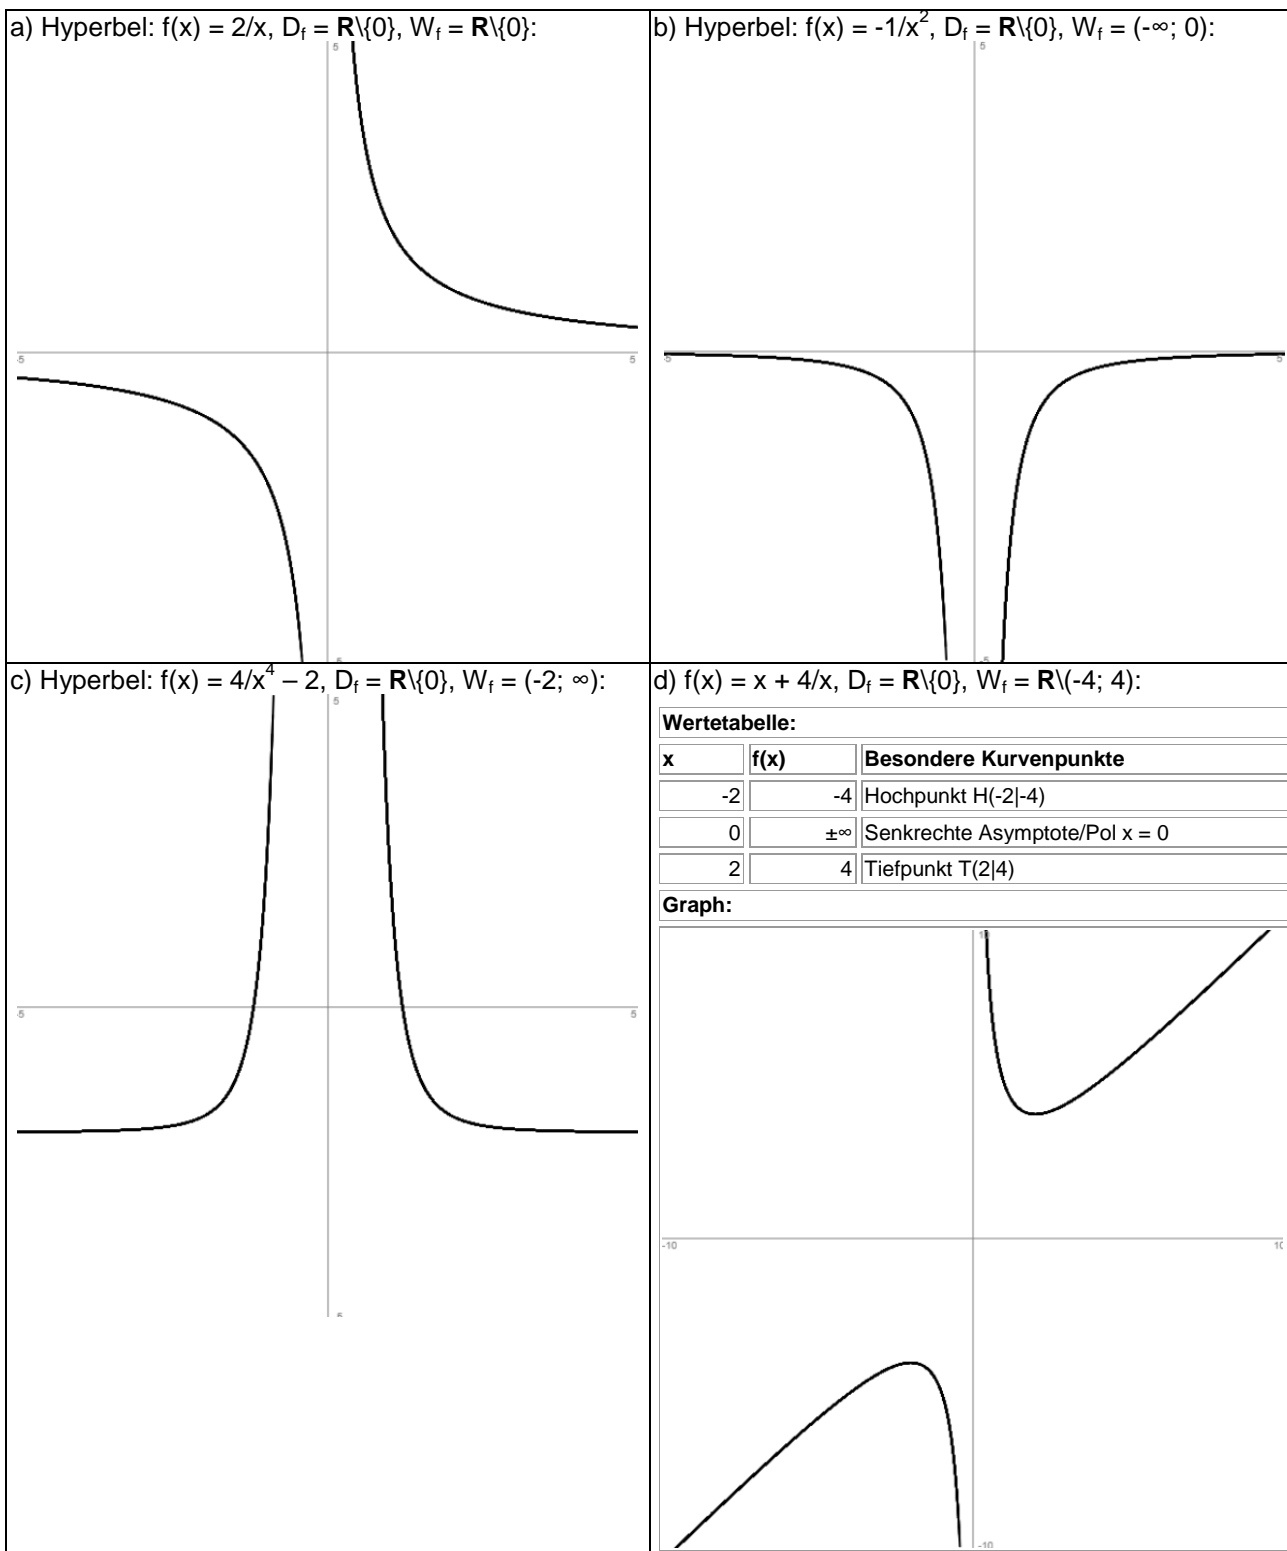 a) Hyperbel: f(x) = 2/x, D_f = R\{0}, W_f = R\{0}:
5
-5
5
b) Hyperbel: f(x) = -1/x², D_f = R\{0}, W_f = (-∞; 0):
5
-5
5
-5
c) Hyperbel: f(x) = 4/x⁴ – 2, D_f = R\{0}, W_f = (-2; ∞):
5
-5
5
d) f(x) = x + 4/x, D_f = R\{0}, W_f = R\(-4; 4):
Wertetabelle:
x f(x) Besondere Kurvenpunkte
-2 -4 Hochpunkt H(-2|-4)
0 ±∞ Senkrechte Asymptote/Pol x = 0
2 4 Tiefpunkt T(2|4)
Graph:
10
-10
10
-10